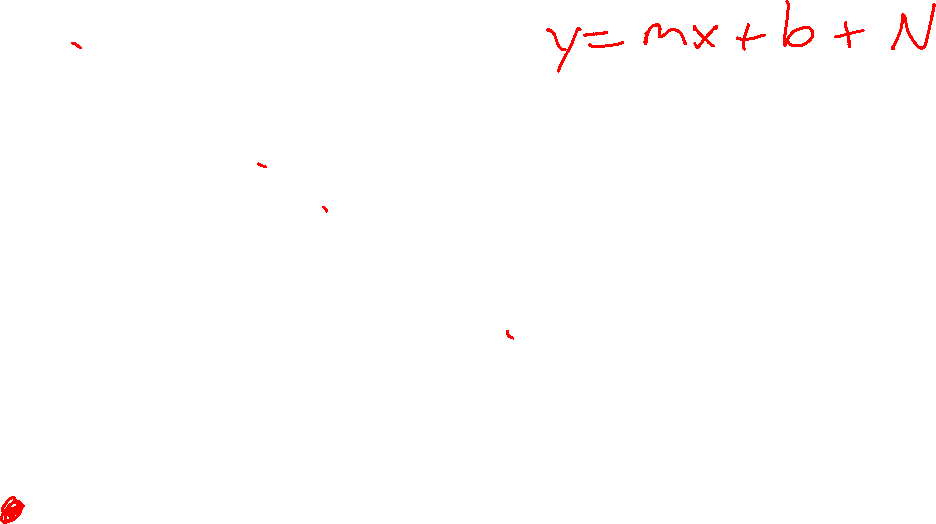 y = mx + b + N